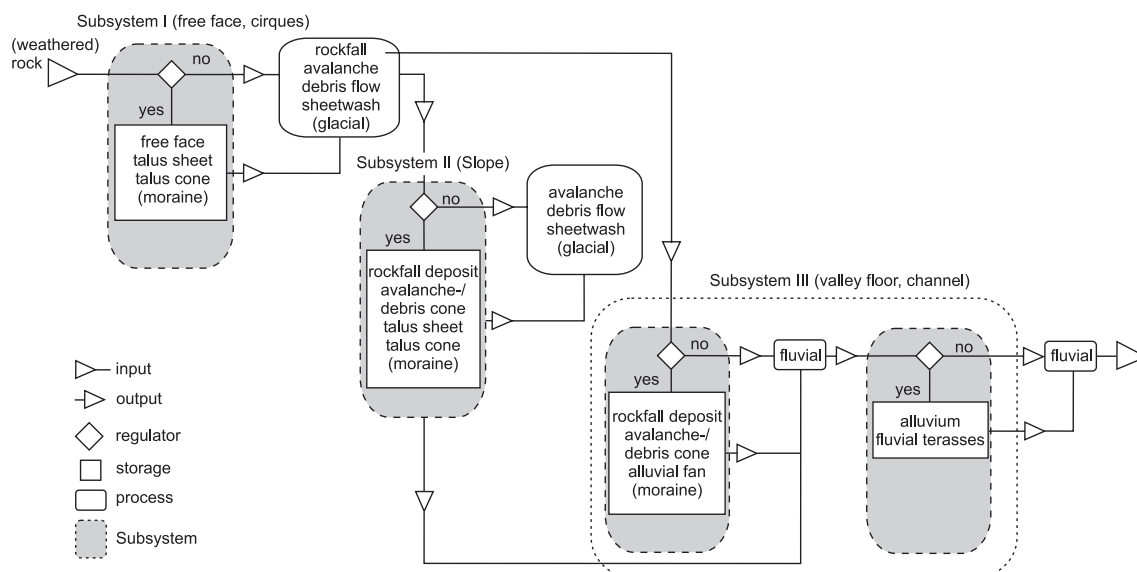 Subsystem I (free face, cirques)
(weathered)
rock
no
yes
free face
talus sheet
talus cone
(moraine)
rockfall
avalanche
debris flow
sheetwash
(glacial)
Subsystem II (Slope)
no
yes
rockfall deposit
avalanche-/
debris cone
talus sheet
talus cone
(moraine)
avalanche
debris flow
sheetwash
(glacial)
Subsystem III (valley floor, channel)
no
yes
rockfall deposit
avalanche-/
debris cone
alluvial fan
(moraine)
fluvial
no
yes
alluvium
fluvial terasses
fluvial
input
output
regulator
storage
process
Subsystem